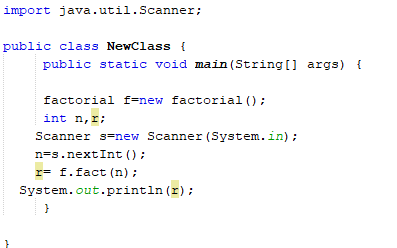 import java.util.Scanner;
public class NewClass {
public static void main(String[] args) {
factorial f=new factorial();
int n,r;
Scanner s=new Scanner(System.in);
n=s.nextInt();
r= f.fact(n);
System.out.println(r);
}
}